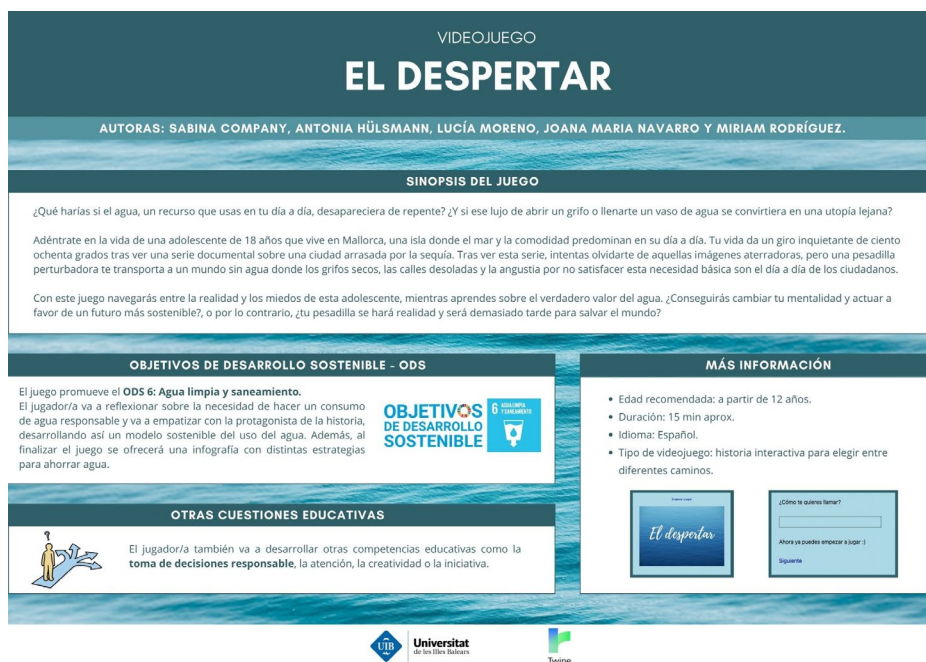 VIDEOJUEGO
EL DESPERTAR
AUTORAS: SABINA COMPANY, ANTONIA HÜLSMANN, LUCÍA MORENO, JOANA MARIA NAVARRO Y MIRIAM RODRÍGUEZ.
SINOPSIS DEL JUEGO
¿Qué harías si el agua, un recurso que usas en tu día a día, desapareciera de repente? ¿Y si ese lujo de abrir un grifo o llenarte un vaso de agua se convirtiera en una utopía lejana?
Adéntrate en la vida de una adolescente de 18 años que vive en Mallorca, una isla donde el mar y la comodidad predominan en su día a día. Tu vida da un giro inquietante de ciento
ochenta grados tras ver una serie documental sobre una ciudad arrasada por la sequía. Tras ver esta serie, intentas olvidarte de aquellas imágenes aterradoras, pero una pesadilla
perturbadora te transporta a un mundo sin agua donde los grifos secos, las calles desoladas y la angustia por no satisfacer esta necesidad básica son el día a día de los ciudadanos.
Con este juego navegarás entre la realidad y los miedos de esta adolescente, mientras aprendes sobre el verdadero valor del agua. ¿Conseguirás cambiar tu mentalidad y actuar a
favor de un futuro más sostenible?, o por lo contrario, ¿tu pesadilla se hará realidad y será demasiado tarde para salvar el mundo?
OBJETIVOS DE DESARROLLO SOSTENIBLE - ODS
El juego promueve el ODS 6: Agua limpia y saneamiento.
El jugador/a va a reflexionar sobre la necesidad de hacer un consumo
de agua responsable y va a empatizar con la protagonista de la historia,
desarrollando así un modelo sostenible del uso del agua. Además, al
finalizar el juego se ofrecerá una infografía con distintas estrategias
para ahorrar agua.
OBJETIVOS
DE DESARROLLO
SOSTENIBLE
6 AGUA LIMPIA
Y SANEAMIENTO
OTRAS CUESTIONES EDUCATIVAS
?
El jugador/a también va a desarrollar otras competencias educativas como la
toma de decisiones responsable, la atención, la creatividad o la iniciativa.
MÁS INFORMACIÓN
• Edad recomendada: a partir de 12 años.
• Duración: 15 min aprox.
• Idioma: Español.
• Tipo de videojuego: historia interactiva para elegir entre
diferentes caminos.
El despertar
¿Cómo te quieres llamar?
Ahora ya puedes empezar a jugar :)
Siguiente
UIB
Universitat
de les Illes Balears
Twine